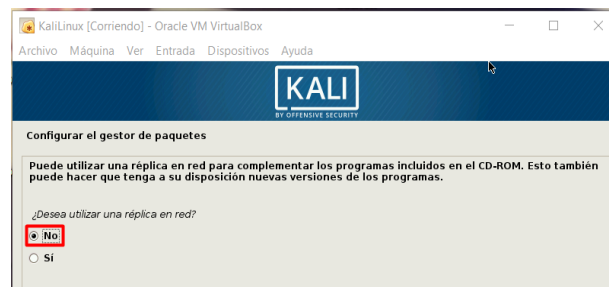 KaliLinux [Corriendo] - Oracle VM VirtualBox
Archivo Máquina Ver Entrada Dispositivos Ayuda
KALI
BY OFFENSIVE SECURITY
Configurar el gestor de paquetes
Puede utilizar una réplica en red para complementar los programas incluidos en el CD-ROM. Esto también
puede hacer que tenga a su disposición nuevas versiones de los programas.
¿Desea utilizar una réplica en red?
No
Sí